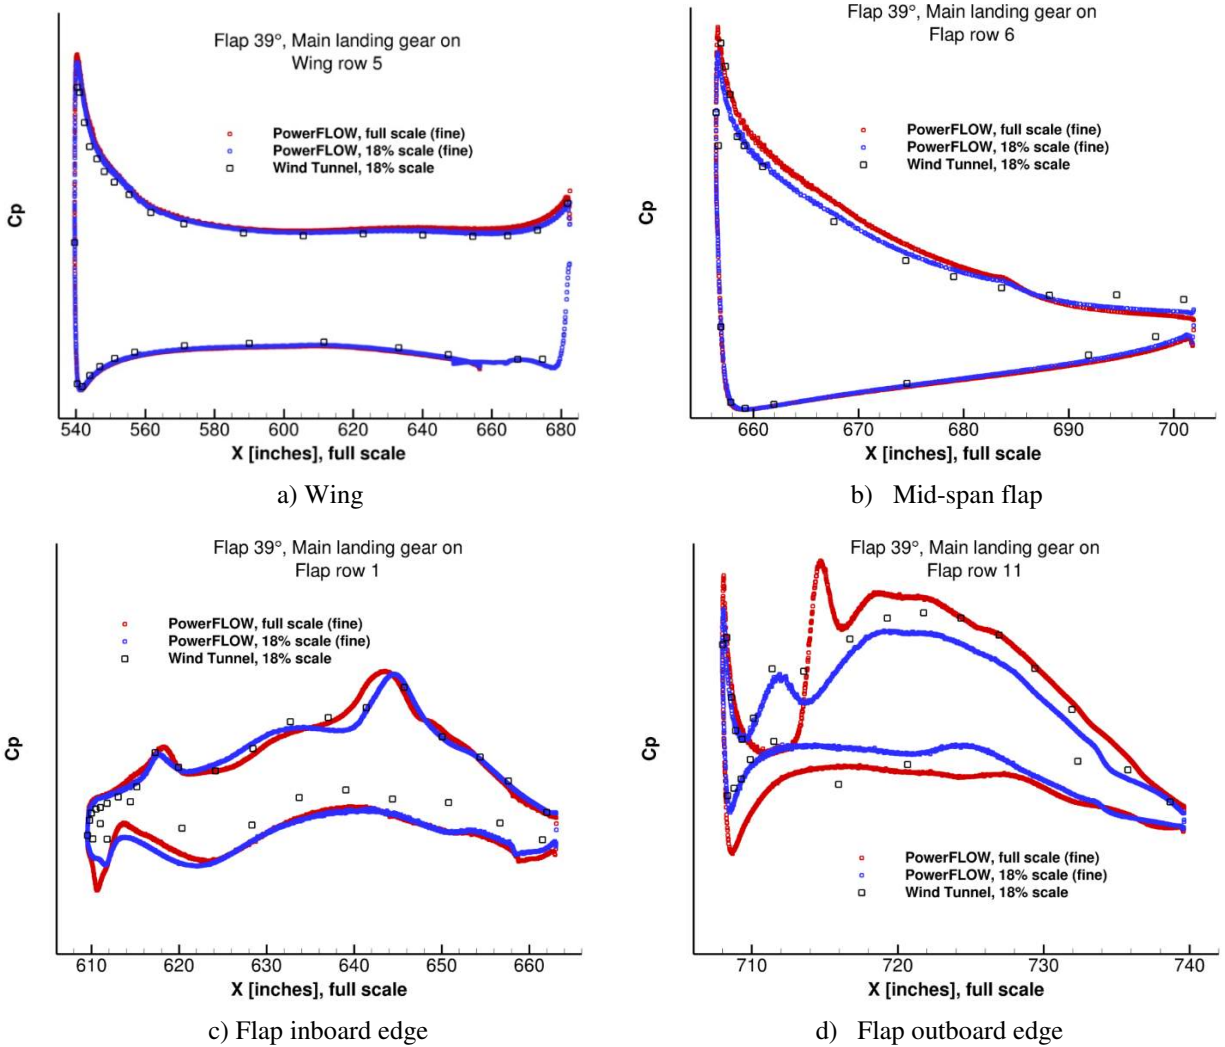 Flap 39°, Main landing gear on
Wing row 5
PowerFLOW, full scale (fine)
PowerFLOW, 18% scale (fine)
Wind Tunnel, 18% scale
Cp
540 560 580 600 620 640 660 680
X [inches], full scale
a) Wing
Flap 39°, Main landing gear on
Flap row 6
PowerFLOW, full scale (fine)
PowerFLOW, 18% scale (fine)
Wind Tunnel, 18% scale
Cp
660 670 680 690 700
X [inches], full scale
b) Mid-span flap
Flap 39°, Main landing gear on
Flap row 1
PowerFLOW, full scale (fine)
PowerFLOW, 18% scale (fine)
Wind Tunnel, 18% scale
Cp
610 620 630 640 650 660
X [inches], full scale
c) Flap inboard edge
Flap 39°, Main landing gear on
Flap row 11
Cp
PowerFLOW, full scale (fine)
PowerFLOW, 18% scale (fine)
Wind Tunnel, 18% scale
710 720 730 740
X [inches], full scale
d) Flap outboard edge